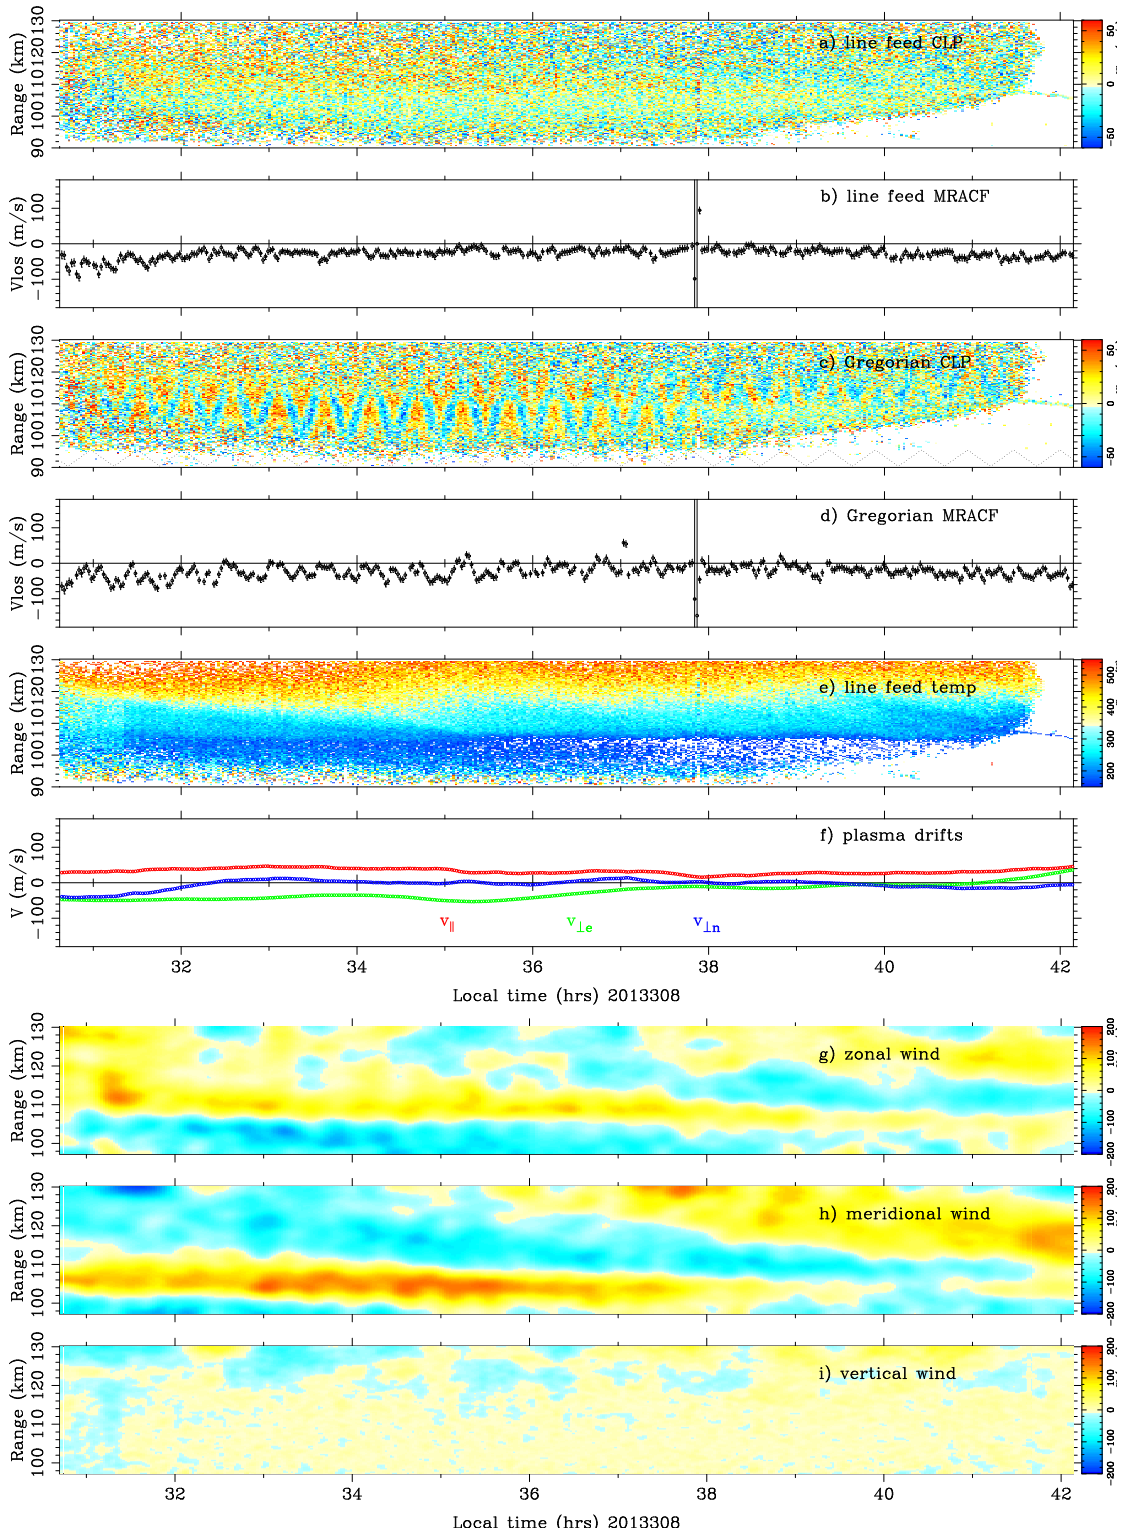 Range (km)
90 100 110 120 130
a) line feed CLP
50
0
−50
Vlos (m/s)
−100 0 100
b) line feed MRACF
Range (km)
90 100 110 120 130
c) Gregorian CLP
50
0
−50
Vlos (m/s)
−100 0 100
d) Gregorian MRACF
Range (km)
90 100 110 120 130
e) line feed temp
200 300 400 500
V (m/s)
−100 0 100
f) plasma drifts
v∥ v⊥e v⊥n
32 34 36 38 40 42
Local time (hrs) 2013308
Range (km)
100 110 120 130
g) zonal wind
−200 −100 0 100 200
Range (km)
100 110 120 130
h) meridional wind
−200 −100 0 100 200
Range (km)
100 110 120 130
i) vertical wind
−200 −100 0 100 200
32 34 36 38 40 42
Local time (hrs) 2013308